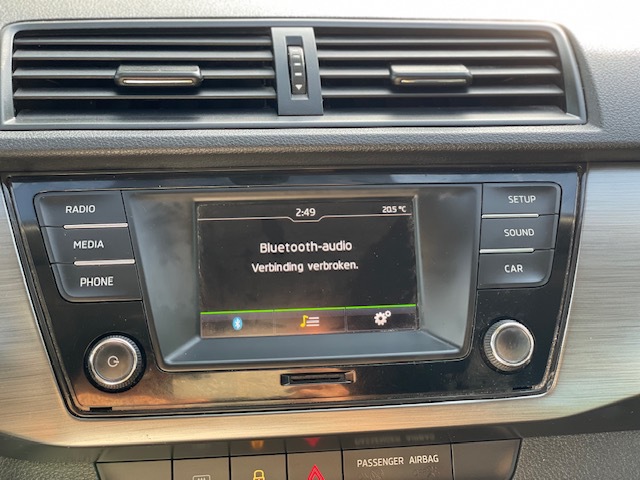 RADIO
MEDIA
PHONE
2:49
20.5 °C
Bluetooth-audio
Verbinding verbroken.
SETUP
SOUND
CAR
PASSENGER AIRBAG